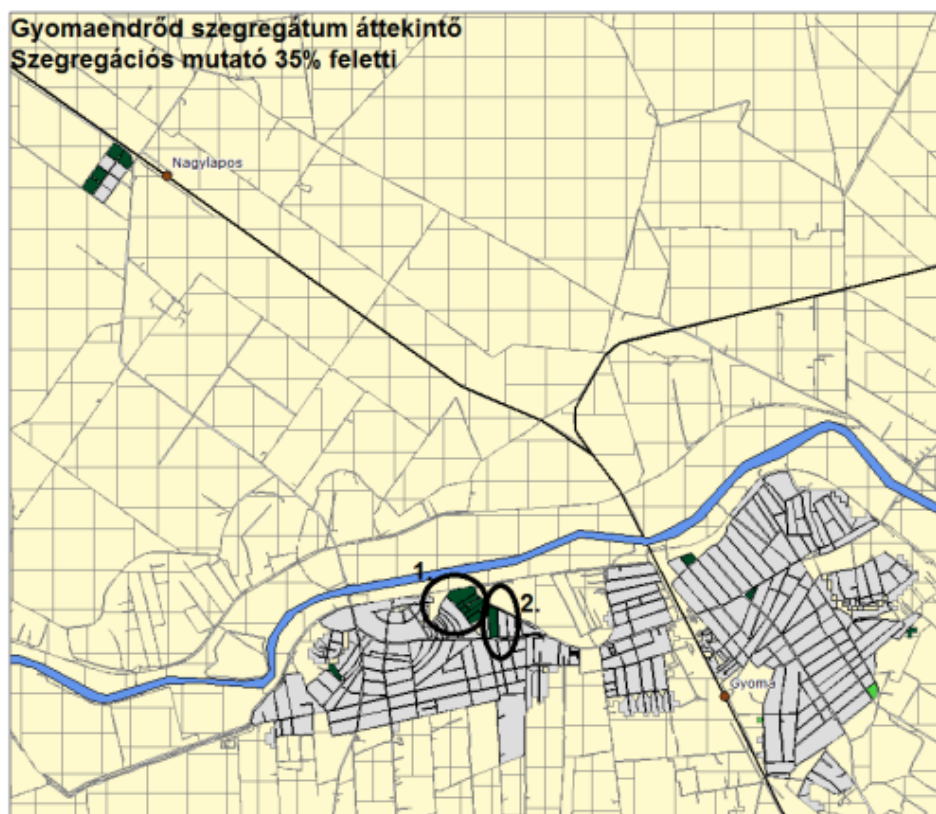 Gyomaendrőd szegregátum áttekintő
Szegregációs mutató 35% feletti
Nagylapos
1.
2.
Gyoma